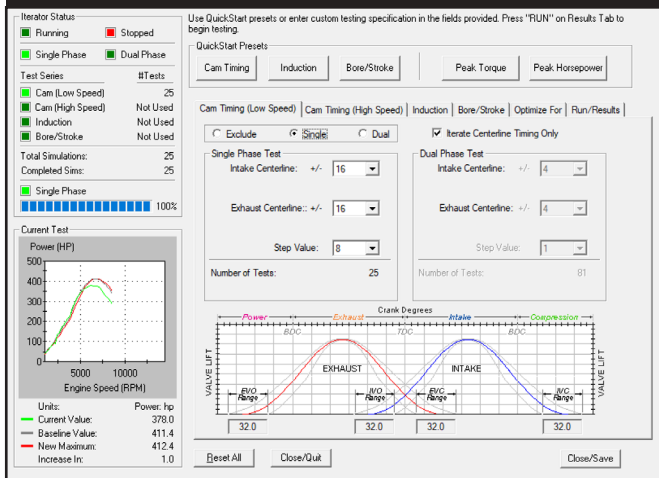 Iterator Status
Running Stopped
Single Phase Dual Phase
Test Series #Tests
Cam (Low Speed) 25
Cam (High Speed) Not Used
Induction Not Used
Bore/Stroke Not Used
Total Simulations: 25
Completed Sims: 25
Single Phase
100%
Current Test
Power (HP)
500
400
300
200
100
0
5000 10000
Engine Speed (RPM)
Units: Power: hp
Current Value: 378.0
Baseline Value: 411.4
New Maximum: 412.4
Increase In: 1.0
Use QuickStart presets or enter custom testing specification in the fields provided. Press "RUN" on Results Tab to
begin testing.
QuickStart Presets
Cam Timing Induction Bore/Stroke Peak Torque Peak Horsepower
Cam Timing (Low Speed) Cam Timing (High Speed) Induction Bore/Stroke Optimize For Run/Results
Exclude Single Dual Iterate Centerline Timing Only
Single Phase Test
Intake Centerline: +/- 16
Exhaust Centerline:: +/- 16
Step Value: 8
Number of Tests: 25
Dual Phase Test
Intake Centerline: +/- 4
Exhaust Centerline: +/- 4
Step Value: 1
Number of Tests: 81
Crank Degrees
Power Exhaust Intake Compression
BDC TDC BDC
VALVE LIFT
EXHAUST INTAKE
VALVE LIFT
EVO
Range
IVO
Range
EVC
Range
IVC
Range
32.0 32.0 32.0 32.0
Reset All Close/Quit Close/Save